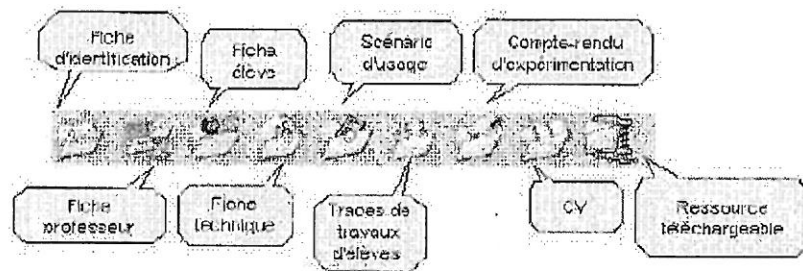 Fiche
d'identification
Fiche
élève
Scénario
d'usage
Compte-rendu
d'expérimentation
Fiche
professeur
Fiche
technique
Traces de
travaux
d'élèves
CV
Ressource
téléchargeable